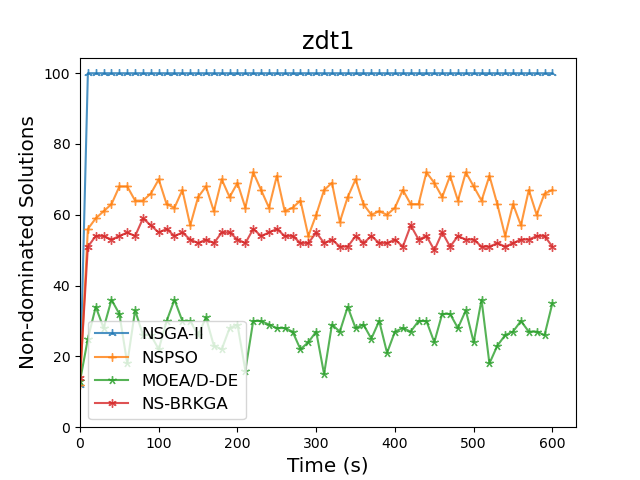 zdt1
Non-dominated Solutions
100
80
60
40
20
0
NSGA-II
NSPSO
MOEA/D-DE
NS-BRKGA
0 100 200 300 400 500 600
Time (s)